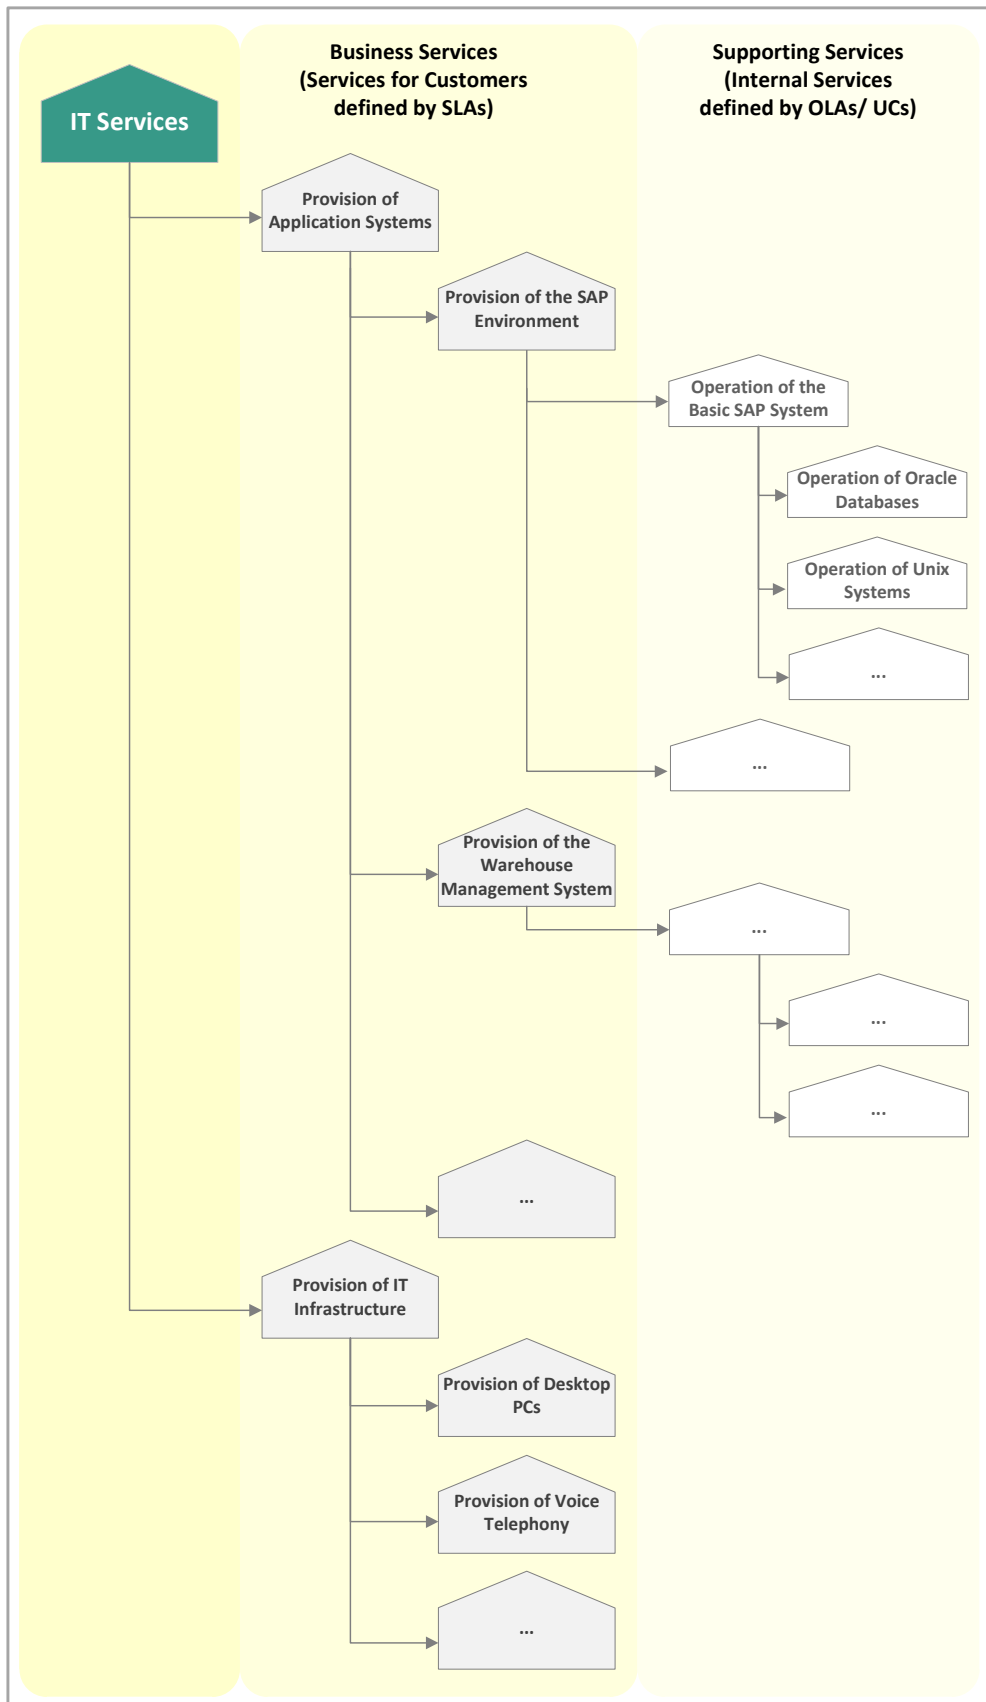 Business Services
(Services for Customers
defined by SLAs)
Supporting Services
(Internal Services
defined by OLAs/ UCs)
IT Services
Provision of
Application Systems
Provision of the SAP
Environment
Operation of the
Basic SAP System
Operation of Oracle
Databases
Operation of Unix
Systems
...
...
Provision of the
Warehouse
Management System
...
...
...
...
Provision of IT
Infrastructure
Provision of Desktop
PCs
Provision of Voice
Telephony
...